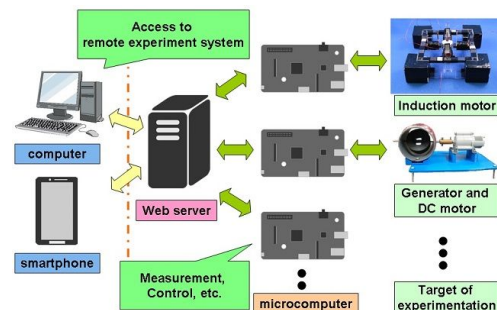 Access to
remote experiment system
computer
smartphone
Web server
Measurement,
Control, etc.
microcomputer
Induction motor
Generator and
DC motor
Target of
experimentation